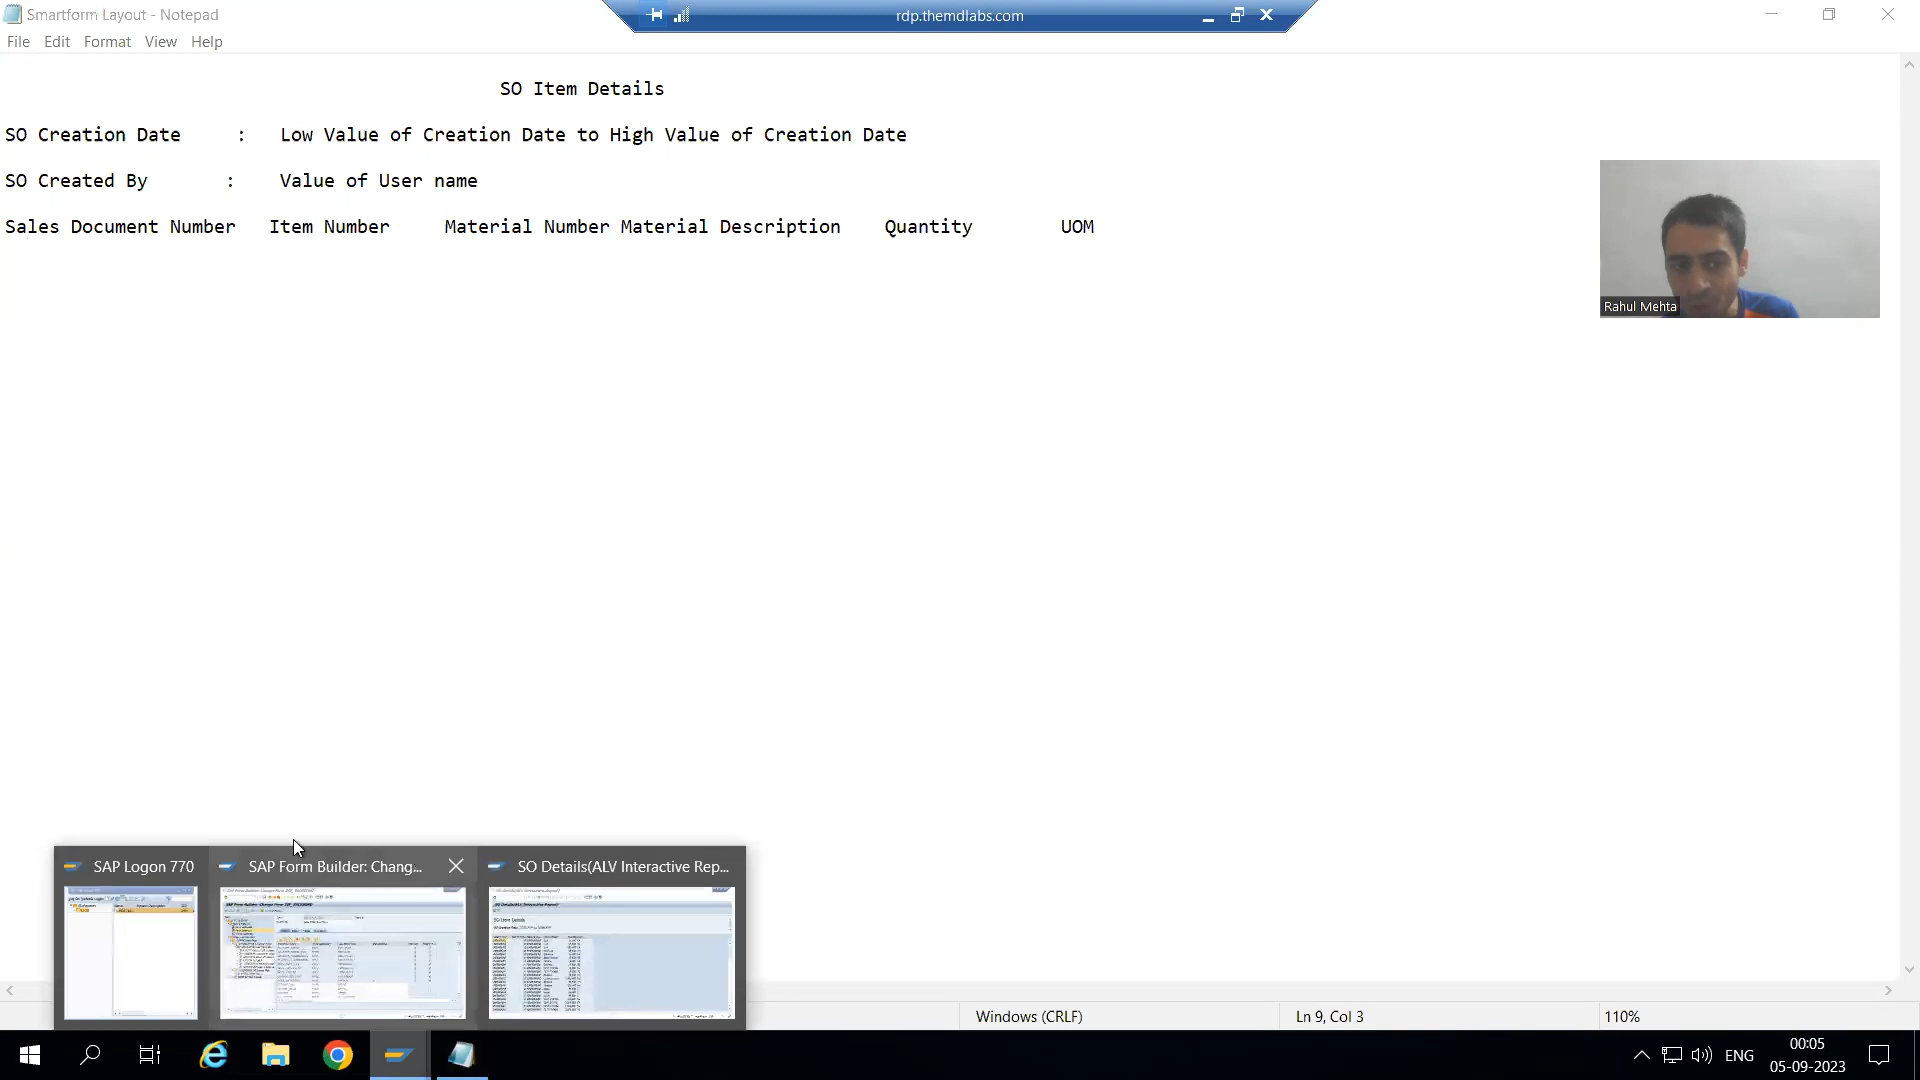 Smartform Layout - Notepad
rdp.themdlabs.com
File Edit Format View Help
SO Item Details
SO Creation Date : Low Value of Creation Date to High Value of Creation Date
SO Created By : Value of User name
Sales Document Number Item Number Material Number Material Description Quantity UOM
Rahul Mehta
SAP Logon 770
SAP Form Builder: Chang...
SO Details(ALV Interactive Rep...
Windows (CRLF)
Ln 9, Col 3
110%
ENG
00:05
05-09-2023